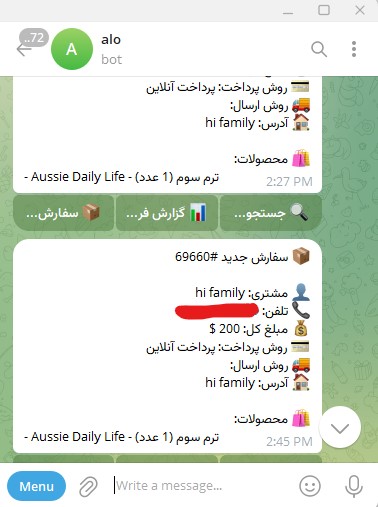 ..72
A
alo
bot
روش پرداخت: پرداخت آنلاین
روش ارسال:
آدرس: hi family
محصولات:
ترم سوم (1 عدد) - Aussie Daily Life -
2:27 PM
جستجو...
گزارش فر...
سفارش...
سفارش جدید #69660
مشتری: hi family
تلفن:
مبلغ کل: 200 $
روش پرداخت: پرداخت آنلاین
روش ارسال:
آدرس: hi family
محصولات:
ترم سوم (1 عدد) - Aussie Daily Life -
2:45 PM
Menu
Write a message...